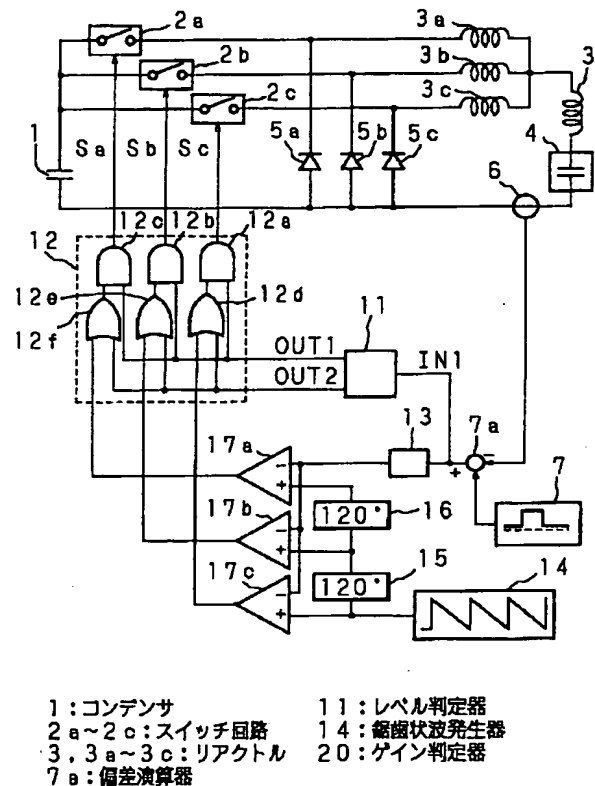 2a
2b
2c
3a
3b
3c
3
4
1
Sa
Sb
Sc
5a
5b
5c
6
12
12c
12b
12a
12e
12d
12f
11
OUT1
OUT2
IN1
13
7a
-
+
7
17a
-
+
120°
16
17b
-
+
120°
15
17c
-
+
14
1:コンデンサ
2a~2c:スイッチ回路
3,3a~3c:リアクトル
7a:偏差演算器
11:レベル判定器
14:鋸歯状波発生器
20:ゲイン判定器